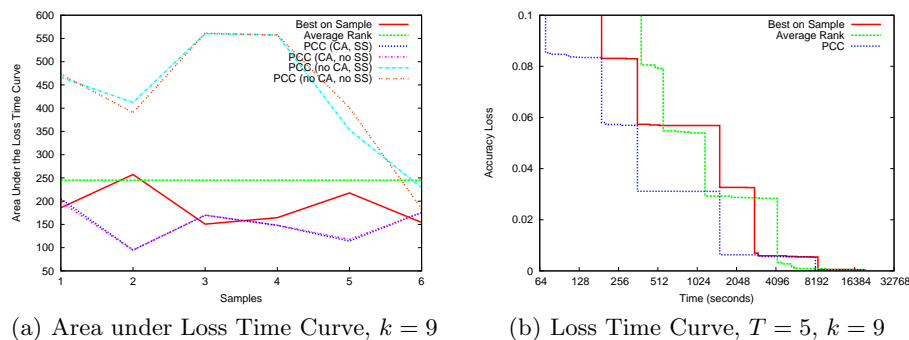 600
550
500
450
400
350
300
250
200
150
100
50
Area Under the Loss Time Curve
Best on Sample
Average Rank
PCC (CA, SS)
PCC (CA, no SS)
PCC (no CA, SS)
PCC (no CA, no SS)
1 2 3 4 5 6
Samples
(a) Area under Loss Time Curve, k = 9
0.1
0.08
0.06
0.04
0.02
0
Accuracy Loss
Best on Sample
Average Rank
PCC
64 128 256 512 1024 2048 4096 8192 16384 32768
Time (seconds)
(b) Loss Time Curve, T = 5, k = 9